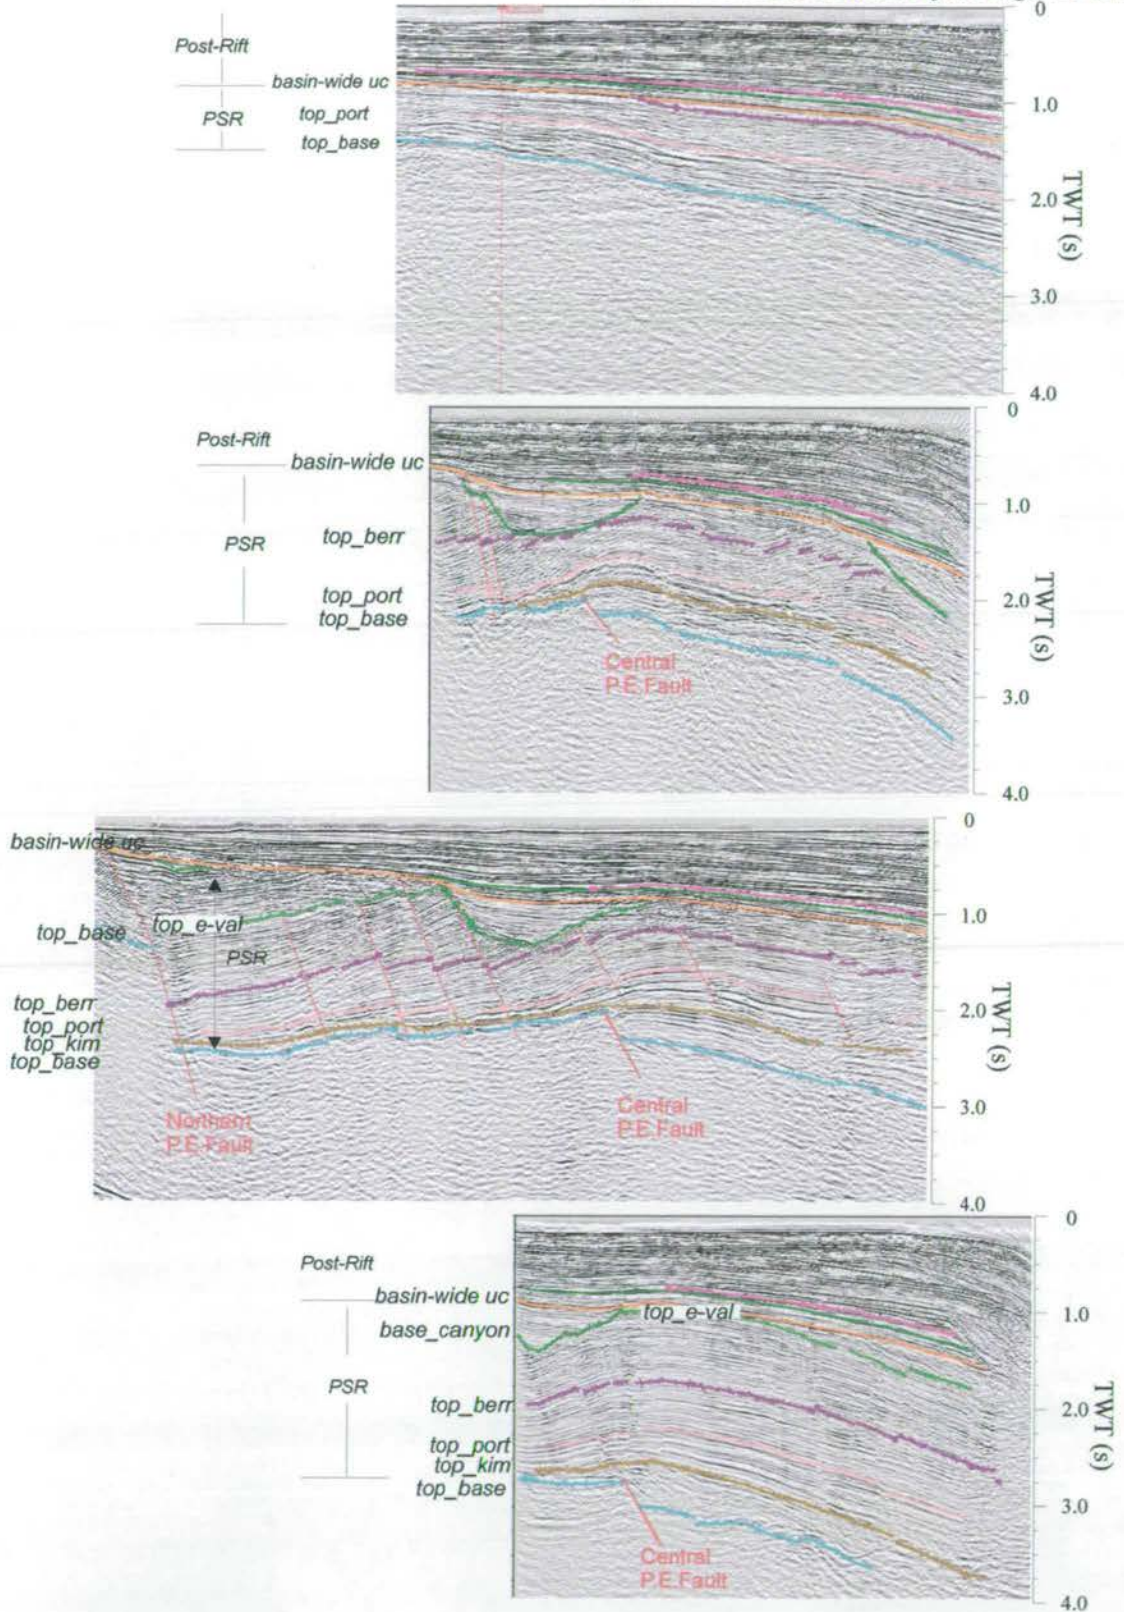 0
Post-Rift
basin-wide uc
1.0
PSR
top_port
top_base
2.0
TWT (s)
3.0
4.0
0
Post-Rift
basin-wide uc
1.0
top_berr
PSR
top_port
2.0
top_base
TWT (s)
Central
P.E.Fault
3.0
4.0
0
basin-wide uc
1.0
top_e-val
top_base
PSR
top_berr
2.0
top_port
top_kim
top_base
TWT (s)
Northern
P.E.Fault
Central
P.E.Fault
3.0
4.0
0
Post-Rift
basin-wide uc
top_e-val
1.0
base_canyon
PSR
top_berr
2.0
top_port
top_kim
top_base
TWT (s)
3.0
Central
P.E.Fault
4.0